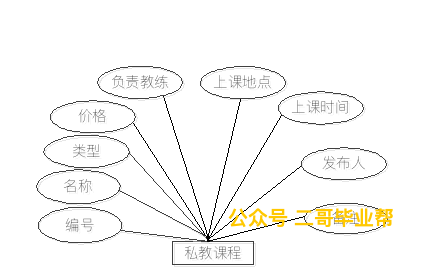 负责教练
上课地点
价格
上课时间
类型
发布人
名称
编号
公众号 二哥毕业帮
私教课程